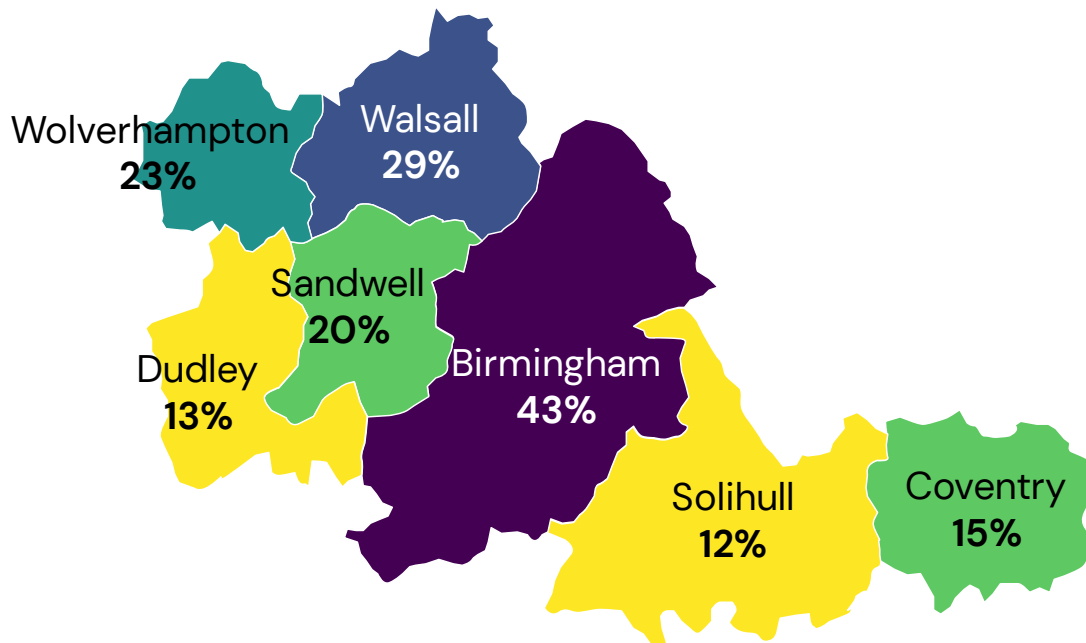 Walsall
29%
Wolverhampton
23%
Sandwell
20%
Birmingham
43%
Dudley
13%
Solihull
12%
Coventry
15%